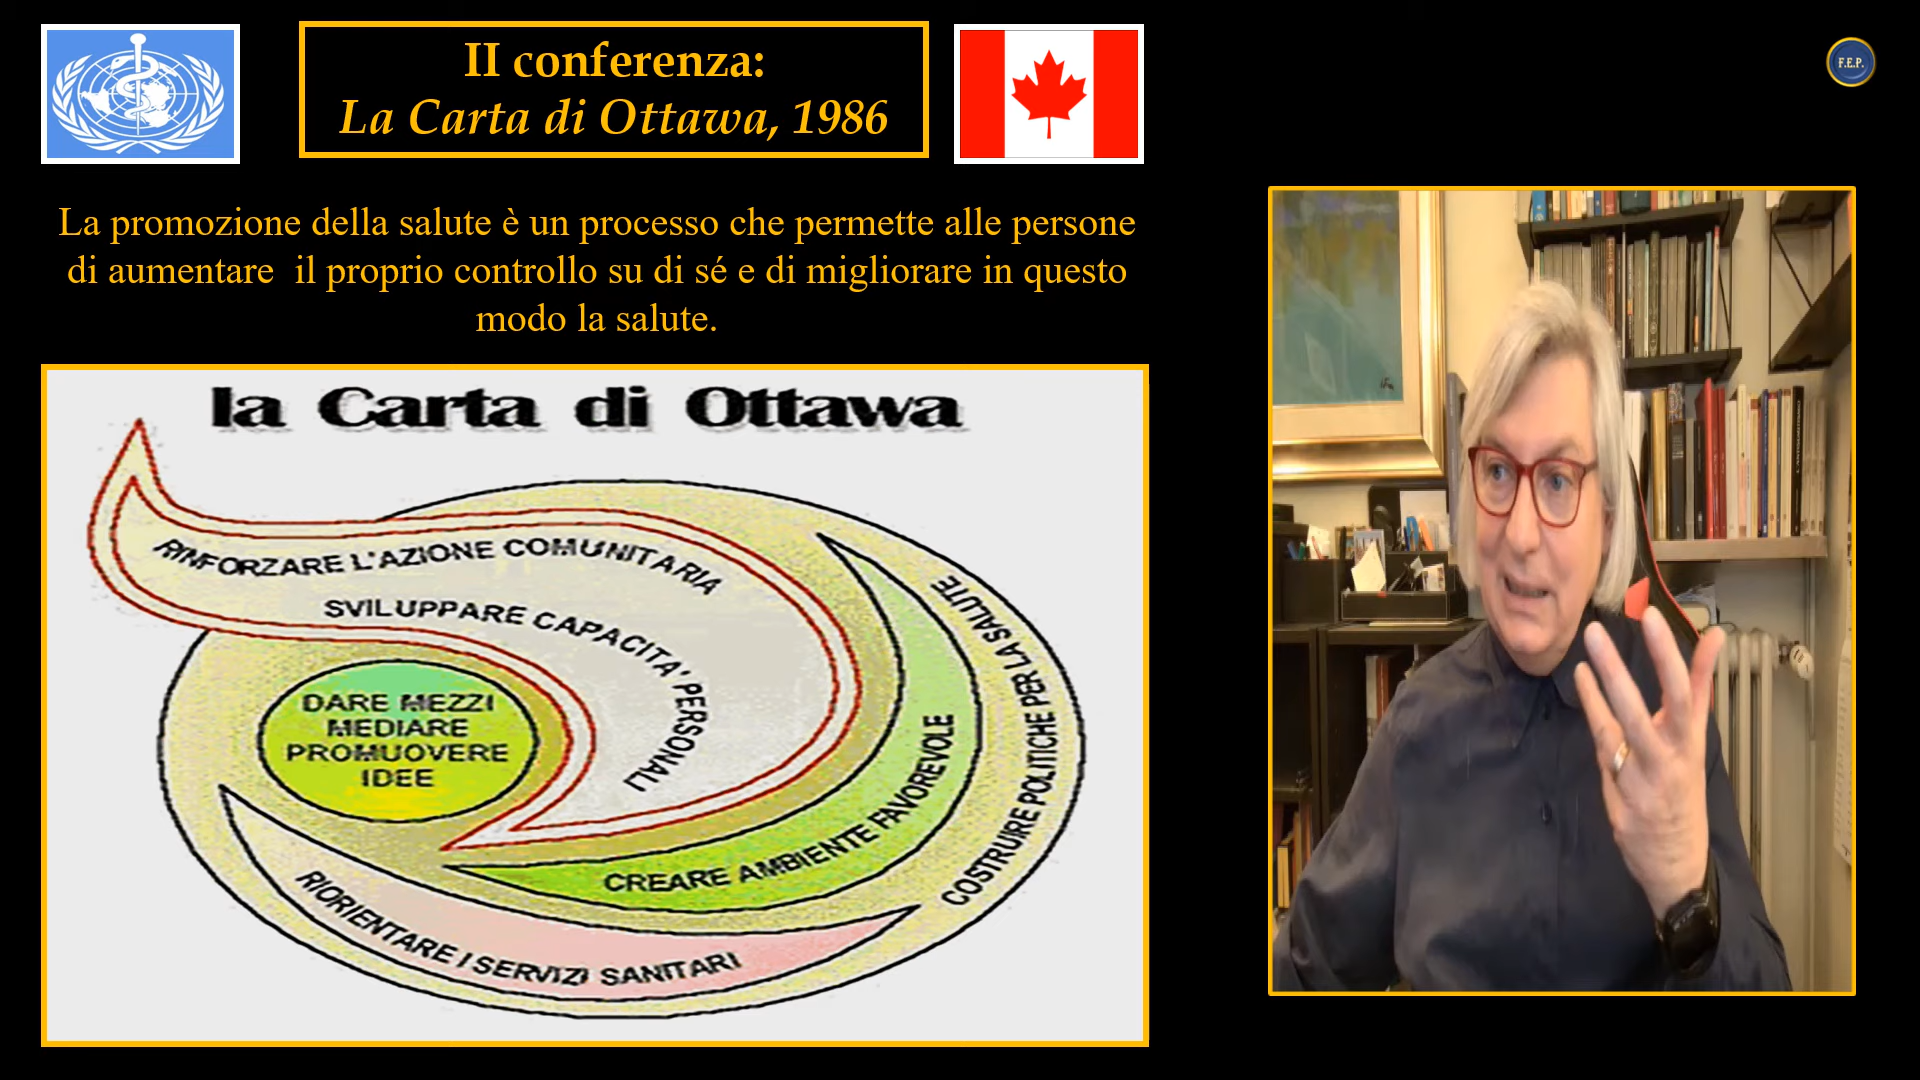 II conferenza:
La Carta di Ottawa, 1986
F.E.P.
La promozione della salute è un processo che permette alle persone
di aumentare il proprio controllo su di sé e di migliorare in questo
modo la salute.
la Carta di Ottawa
RINFORZARE L'AZIONE COMUNITARIA
SVILUPPARE CAPACITA' PERSONALI
DARE MEZZI
MEDIARE
PROMUOVERE
IDEE
CREARE AMBIENTE FAVOREVOLE
COSTRUIRE POLITICHE PER LA SALUTE
RIORIENTARE I SERVIZI SANITARI